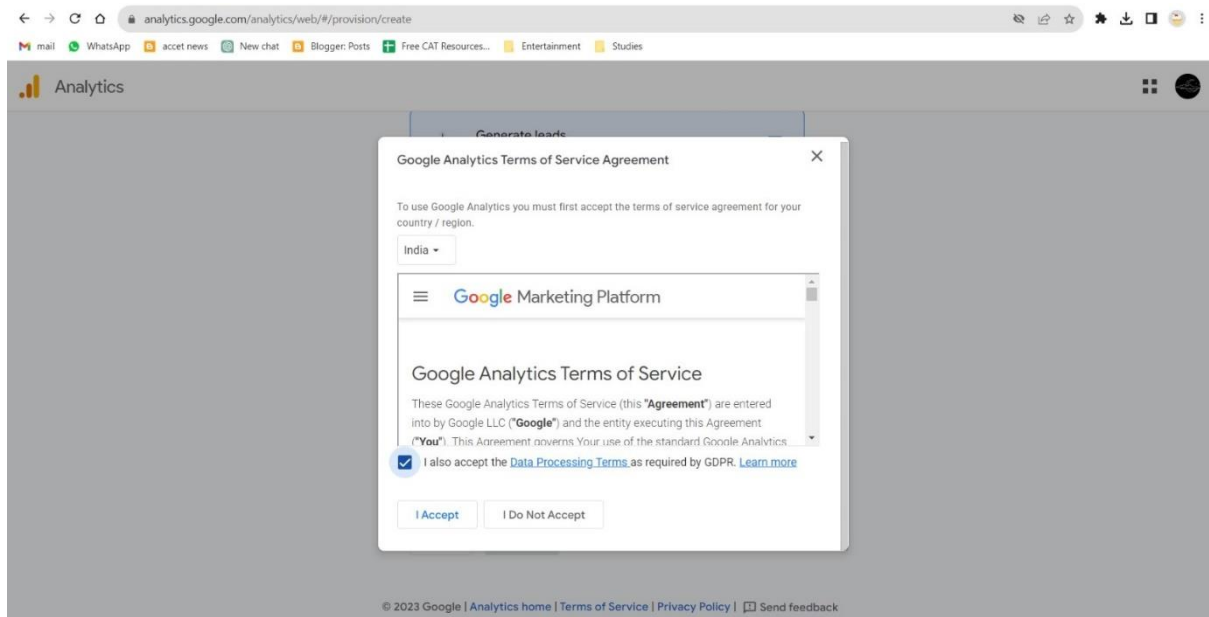 analytics.google.com/analytics/web/#/provision/create
mail WhatsApp accet news New chat Blogger: Posts Free CAT Resources... Entertainment Studies
Analytics
Generate leads
Google Analytics Terms of Service Agreement
To use Google Analytics you must first accept the terms of service agreement for your
country / region.
India
Google Marketing Platform
Google Analytics Terms of Service
These Google Analytics Terms of Service (this "Agreement") are entered
into by Google LLC ("Google") and the entity executing this Agreement
("You"). This Agreement governs Your use of the standard Google Analytics
I also accept the Data Processing Terms as required by GDPR. Learn more
I Accept I Do Not Accept
© 2023 Google | Analytics home | Terms of Service | Privacy Policy | Send feedback